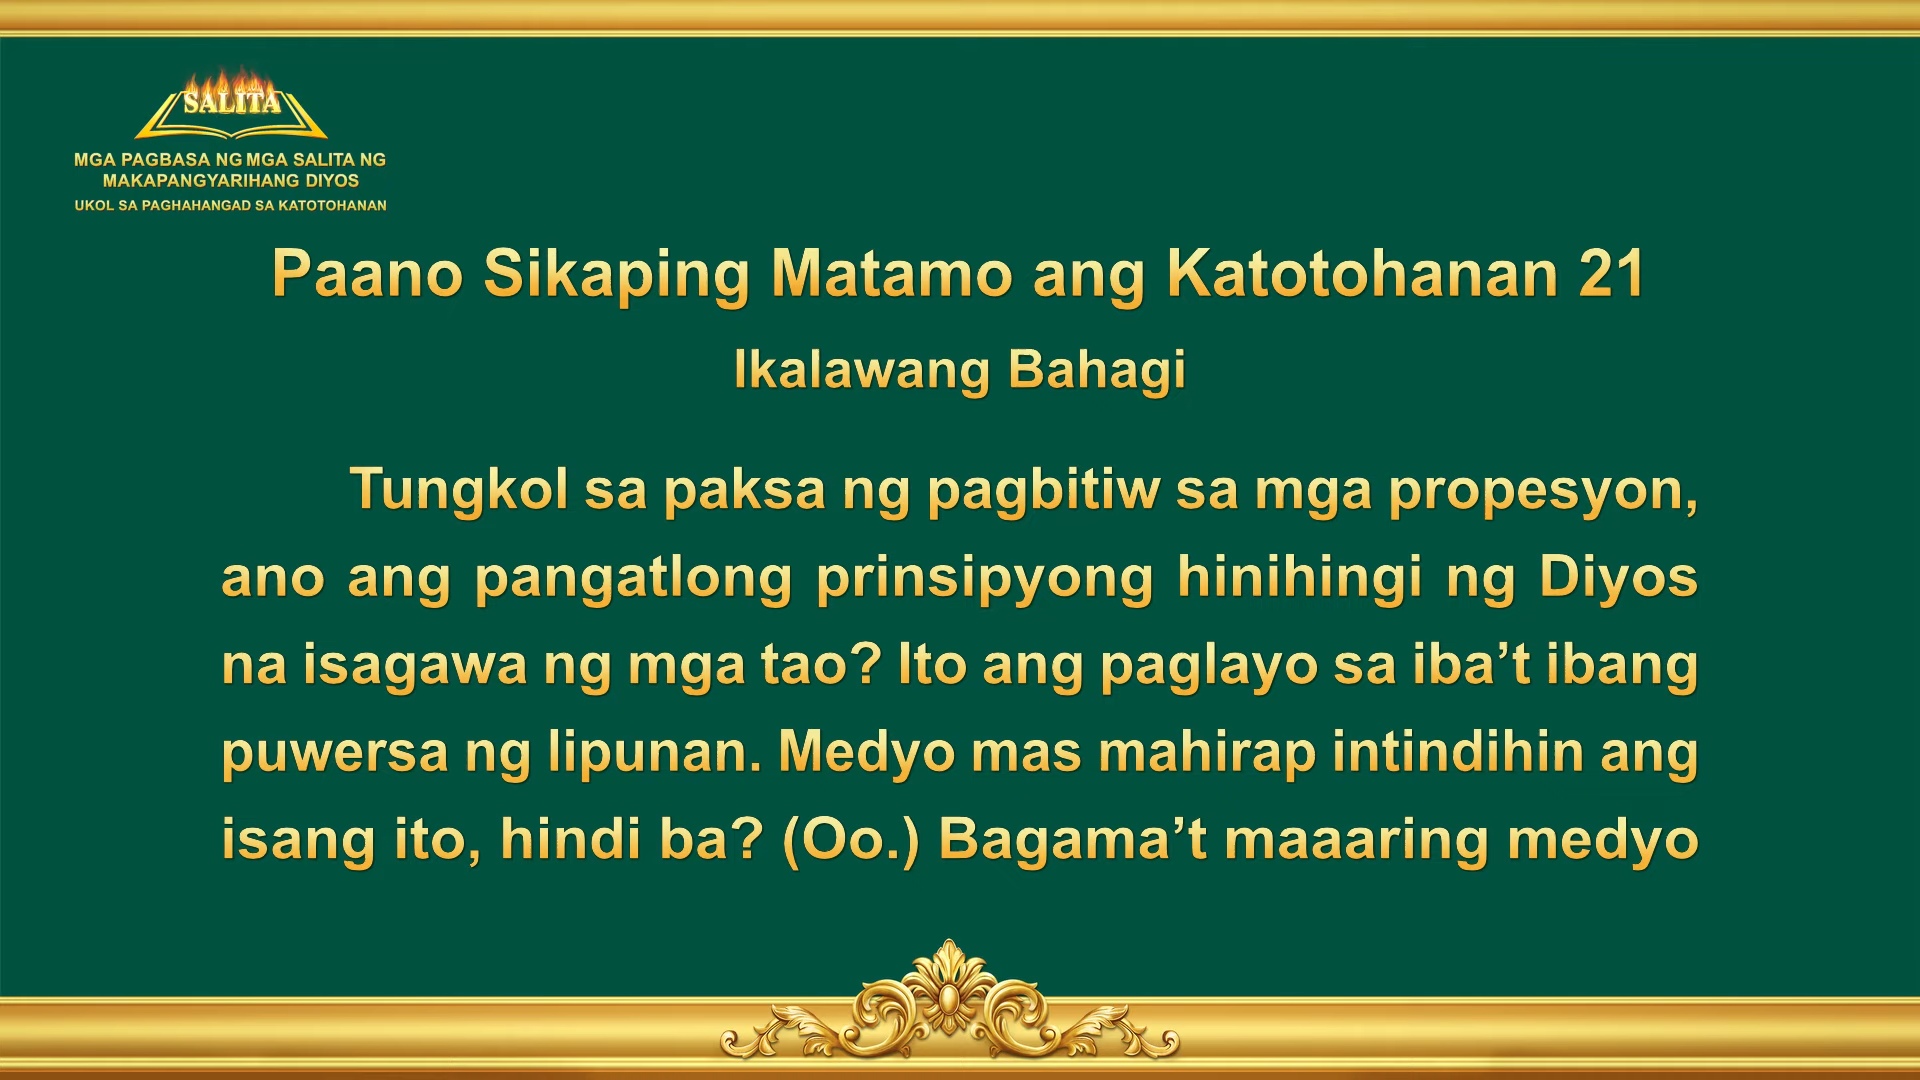 SALITA
MGA PAGBASA NG MGA SALITA NG
MAKAPANGYARIHANG DIYOS
UKOL SA PAGHAHANGAD SA KATOTOHANAN
Paano Sikaping Matamo ang Katotohanan 21
Ikalawang Bahagi
Tungkol sa paksa ng pagbitiw sa mga propesyon,
ano ang pangatlong prinsipyong hinihingi ng Diyos
na isagawa ng mga tao? Ito ang paglayo sa iba’t ibang
puwersa ng lipunan. Medyo mas mahirap intindihin ang
isang ito, hindi ba? (Oo.) Bagama’t maaaring medyo